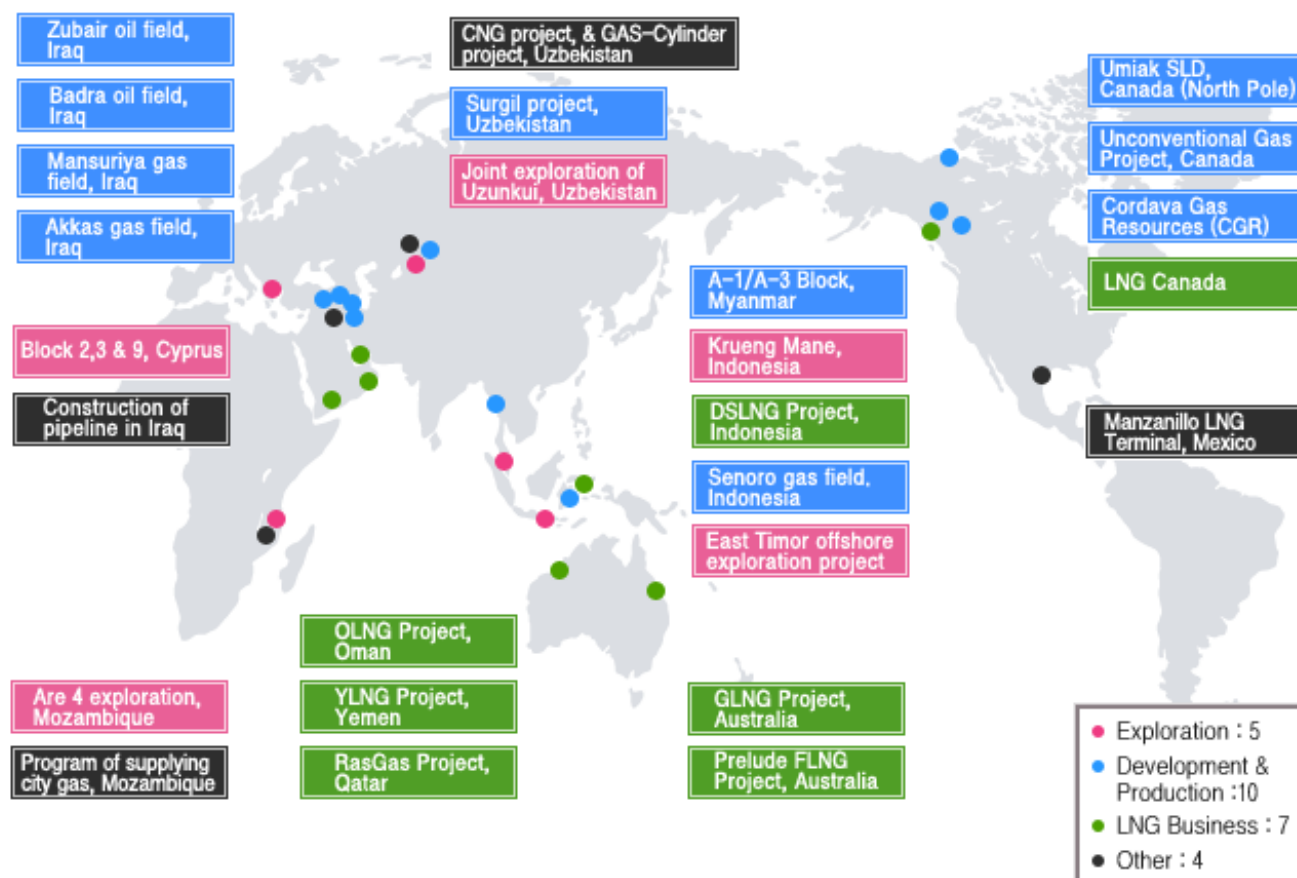 Zubair oil field,
Iraq
Badra oil field,
Iraq
Mansuriya gas
field, Iraq
Akkas gas field,
Iraq
Block 2,3 & 9, Cyprus
Construction of
pipeline in Iraq
Are 4 exploration,
Mozambique
Program of supplying
city gas, Mozambique
CNG project, & GAS-Cylinder
project, Uzbekistan
Surgil project,
Uzbekistan
Joint exploration of
Uzunkui, Uzbekistan
OLNG Project,
Oman
YLNG Project,
Yemen
RasGas Project,
Qatar
A-1/A-3 Block,
Myanmar
Krueng Mane,
Indonesia
DSLNG Project,
Indonesia
Senoro gas field,
Indonesia
East Timor offshore
exploration project
GLNG Project,
Australia
Prelude FLNG
Project, Australia
Umiak SLD,
Canada (North Pole)
Unconventional Gas
Project, Canada
Cordava Gas
Resources (CGR)
LNG Canada
Manzanillo LNG
Terminal, Mexico
Exploration : 5
Development &
Production :10
LNG Business : 7
Other : 4